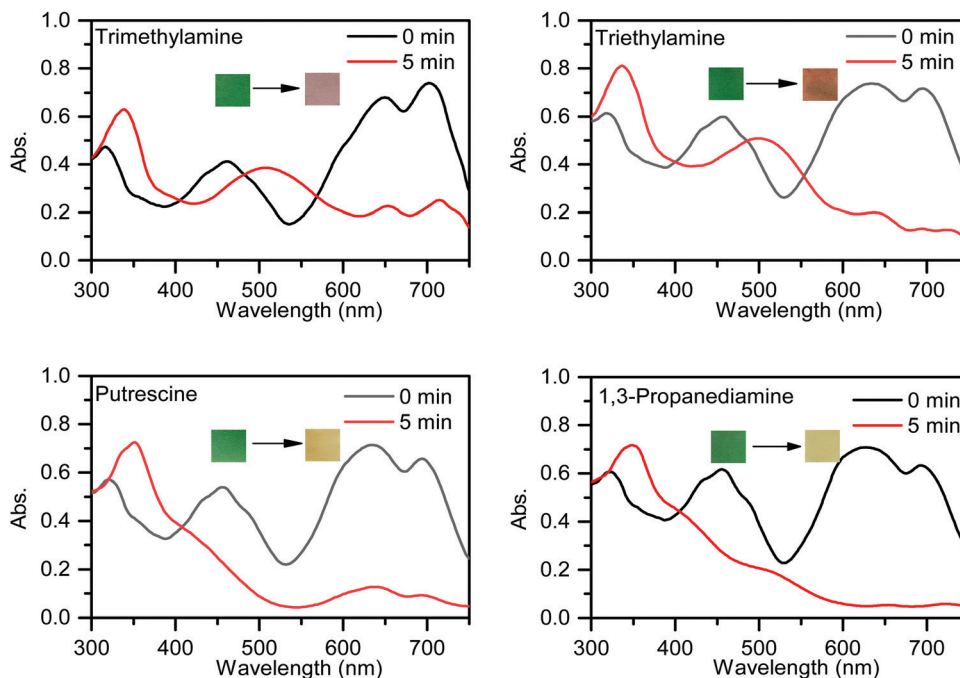 Trimethylamine
0 min
5 min
1.0
0.8
0.6
0.4
0.2
0.0
Abs.
300 400 500 600 700
Wavelength (nm)
Triethylamine
0 min
5 min
1.0
0.8
0.6
0.4
0.2
0.0
Abs.
300 400 500 600 700
Wavelength (nm)
Putrescine
0 min
5 min
1.0
0.8
0.6
0.4
0.2
0.0
Abs.
300 400 500 600 700
Wavelength (nm)
1,3-Propanediamine
0 min
5 min
1.0
0.8
0.6
0.4
0.2
0.0
Abs.
300 400 500 600 700
Wavelength (nm)